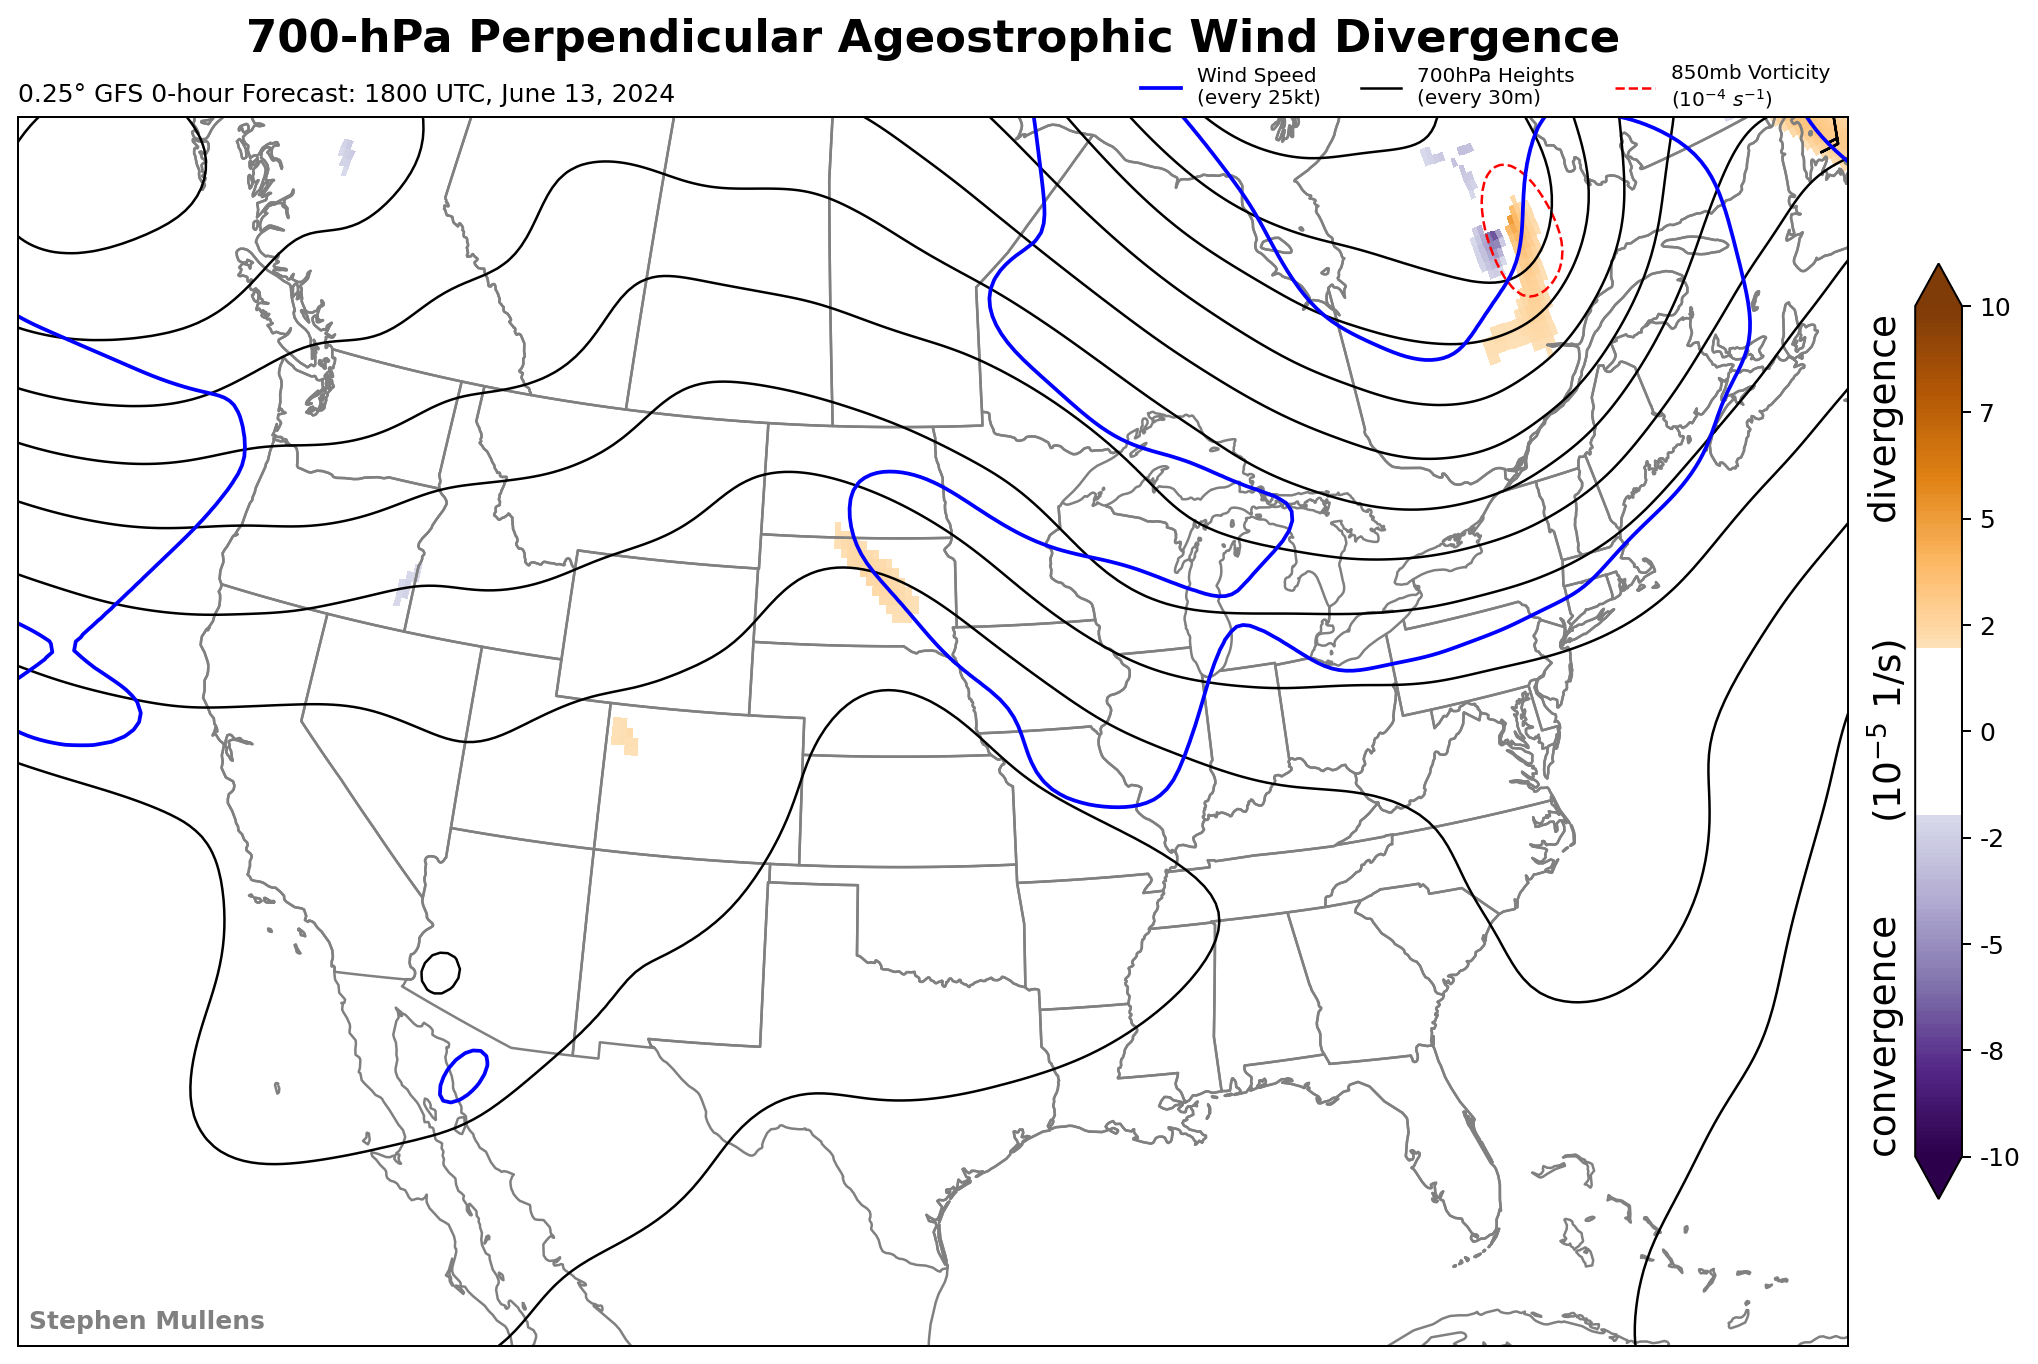 700-hPa Perpendicular Ageostrophic Wind Divergence
0.25° GFS 0-hour Forecast: 1800 UTC, June 13, 2024
Wind Speed
(every 25kt)
700hPa Heights
(every 30m)
850mb Vorticity
(10⁻⁴ s⁻¹)
10
7
5
2
0
-2
-5
-8
-10
convergence (10⁻⁵ 1/s) divergence
Stephen Mullens